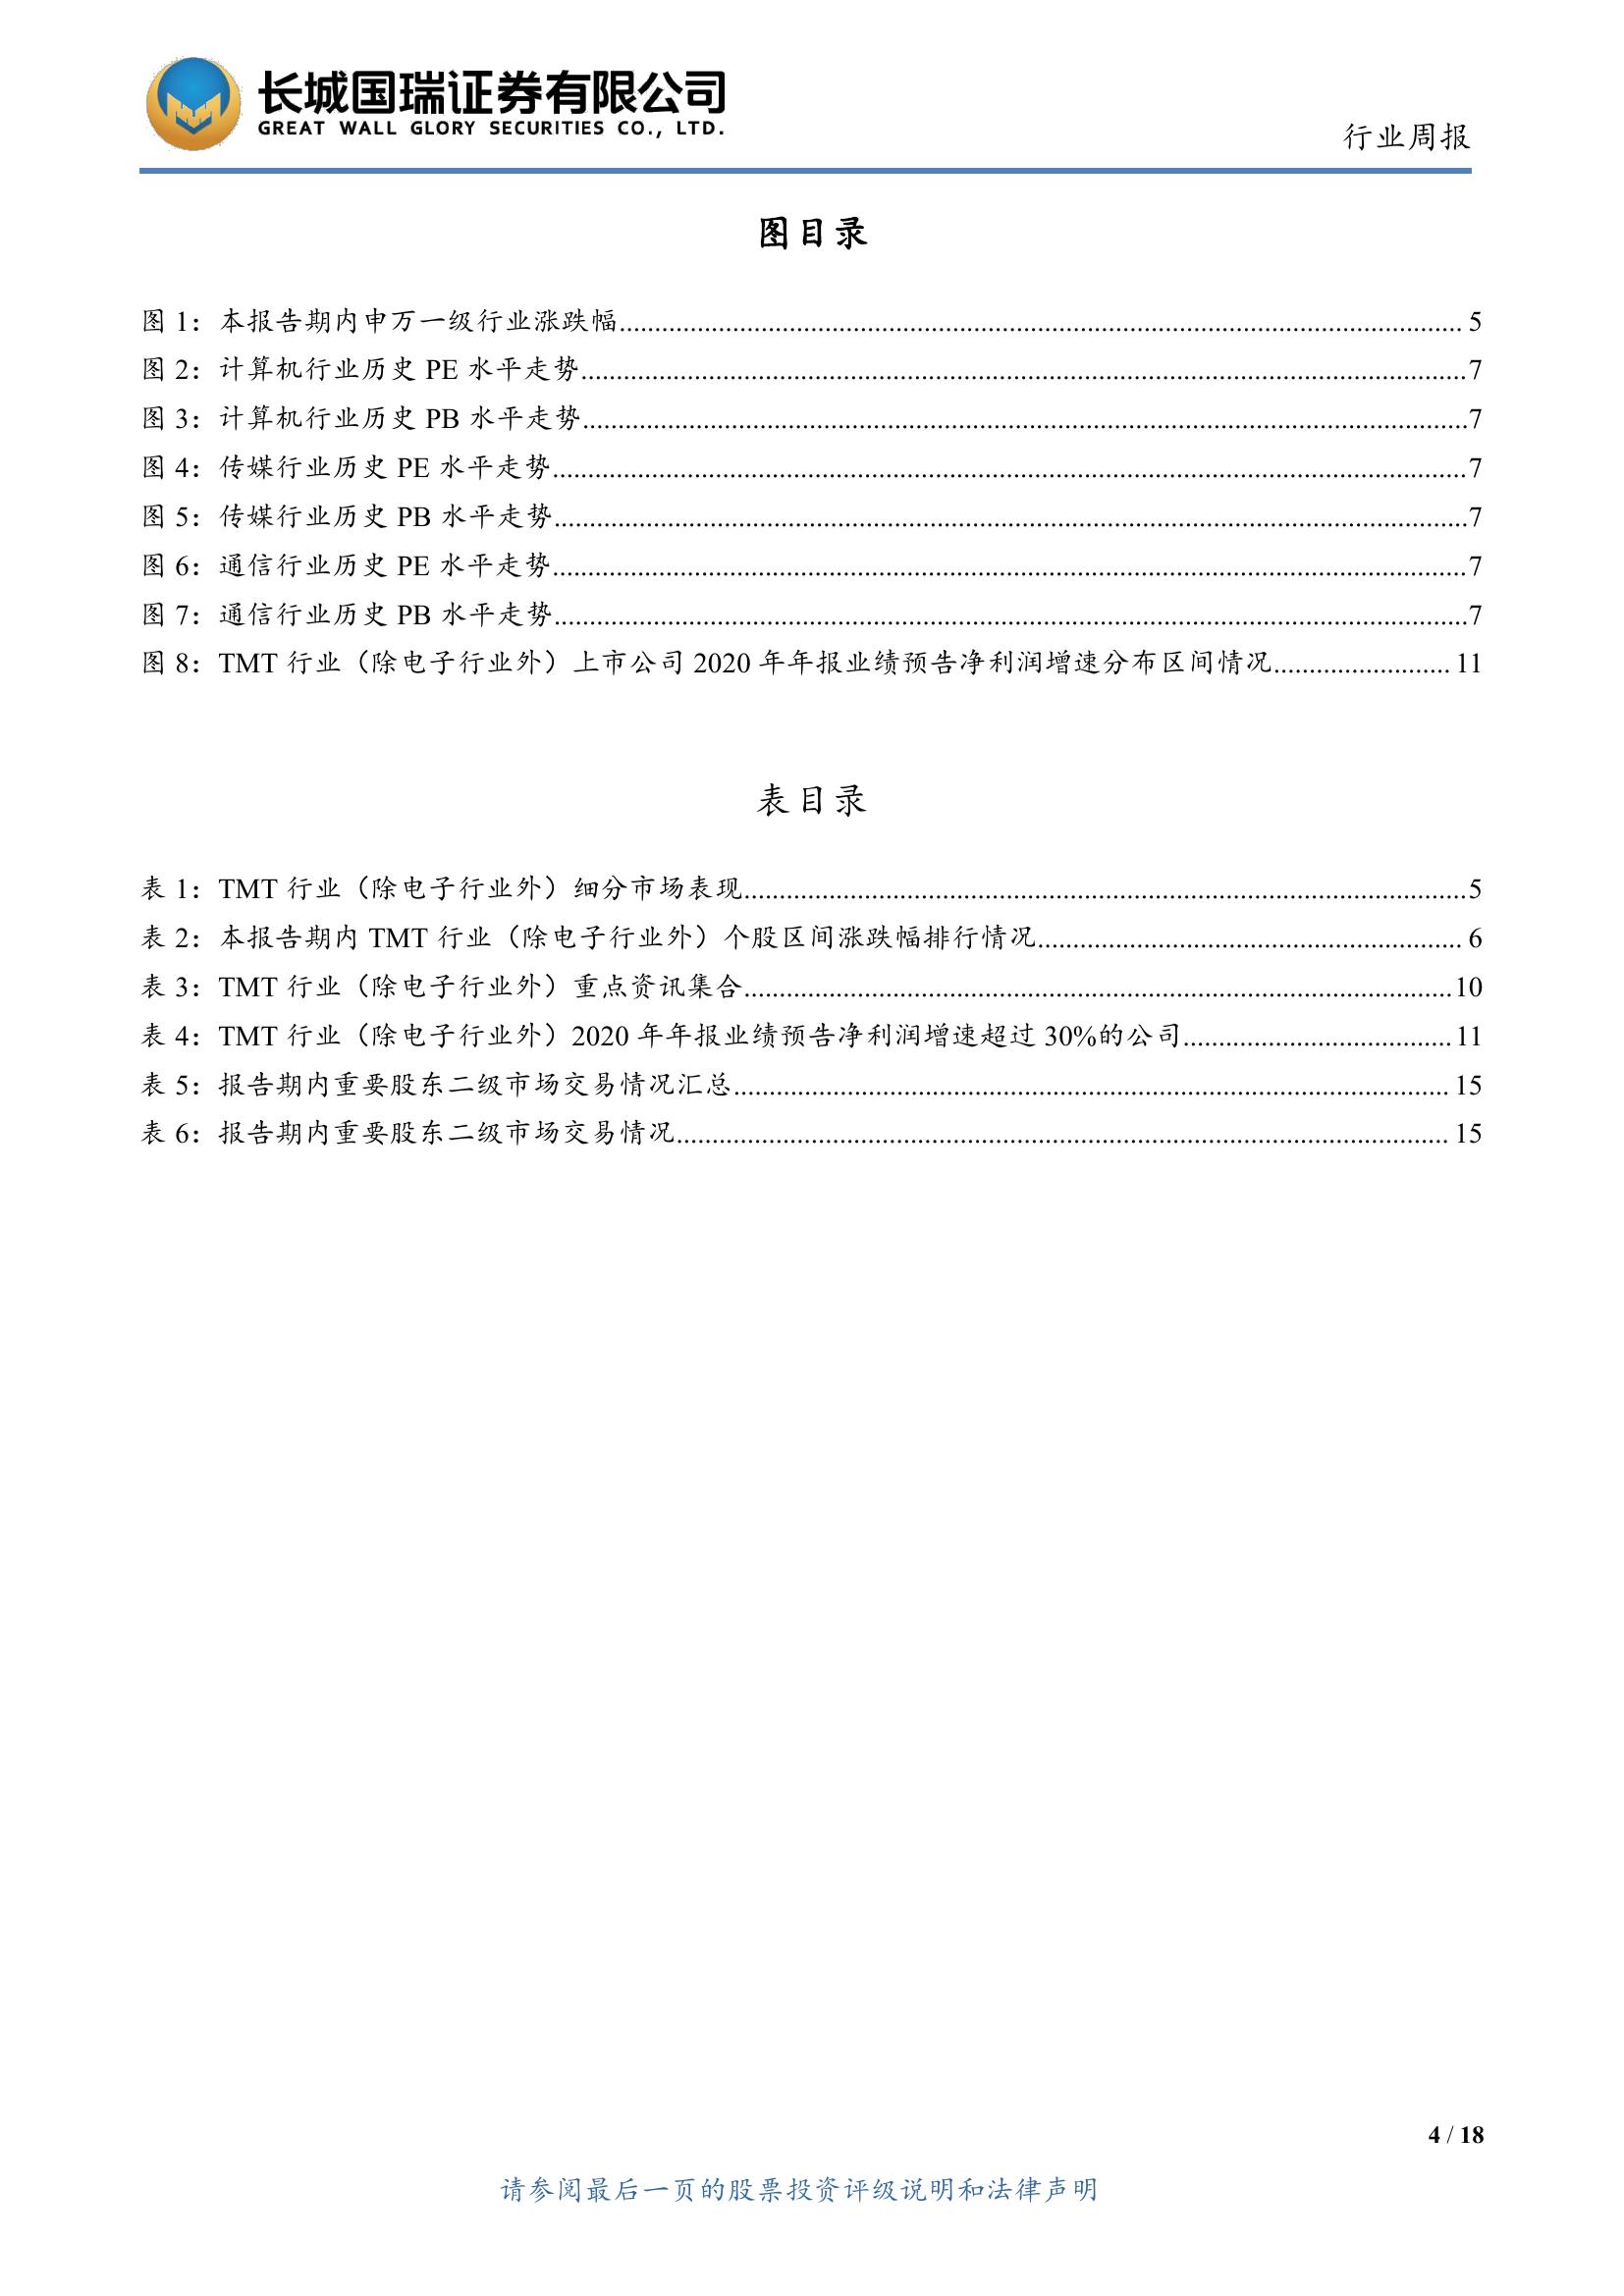 长城国瑞证券有限公司
GREAT WALL GLORY SECURITIES CO., LTD.
行业周报
图目录
图 1：本报告期内申万一级行业涨跌幅........................ 5
图 2：计算机行业历史 PE 水平走势........................7
图 3：计算机行业历史 PB 水平走势........................7
图 4：传媒行业历史 PE 水平走势........................7
图 5：传媒行业历史 PB 水平走势........................7
图 6：通信行业历史 PE 水平走势........................7
图 7：通信行业历史 PB 水平走势........................7
图 8：TMT 行业（除电子行业外）上市公司 2020 年年报业绩预告净利润增速分布区间情况........................ 11
表目录
表 1：TMT 行业（除电子行业外）细分市场表现........................5
表 2：本报告期内 TMT 行业（除电子行业外）个股区间涨跌幅排行情况........................ 6
表 3：TMT 行业（除电子行业外）重点资讯集合........................10
表 4：TMT 行业（除电子行业外）2020 年年报业绩预告净利润增速超过 30%的公司........................11
表 5：报告期内重要股东二级市场交易情况汇总........................ 15
表 6：报告期内重要股东二级市场交易情况........................ 15
4 / 18
请参阅最后一页的股票投资评级说明和法律声明